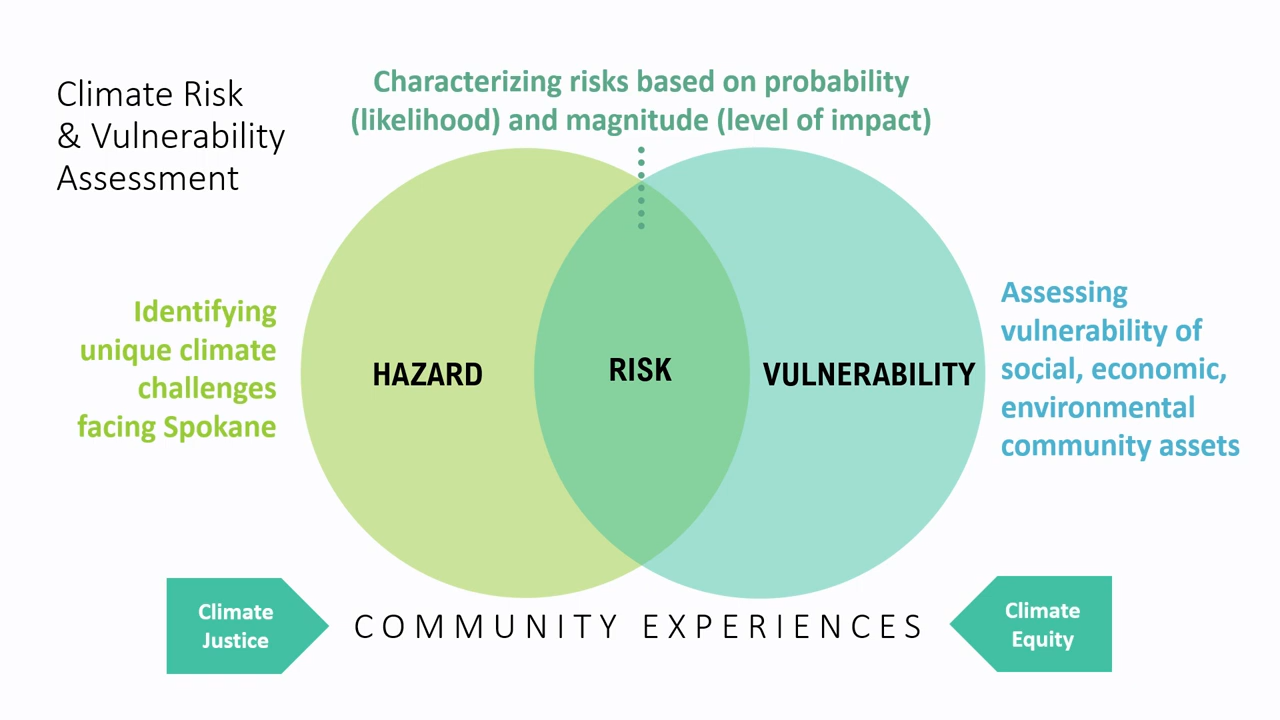 Climate Risk
& Vulnerability
Assessment
Characterizing risks based on probability
(likelihood) and magnitude (level of impact)
Identifying
unique climate
challenges
facing Spokane
HAZARD
RISK
VULNERABILITY
Assessing
vulnerability of
social, economic,
environmental
community assets
Climate
Justice
COMMUNITY EXPERIENCES
Climate
Equity